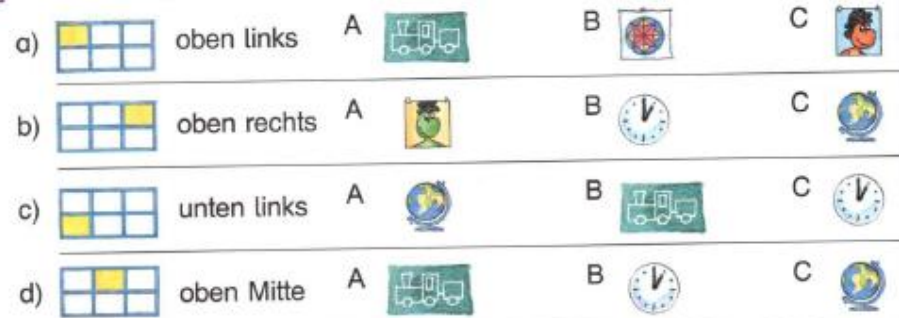 a) oben links A B C
b) oben rechts A B C
c) unten links A B C
d) oben Mitte A B C